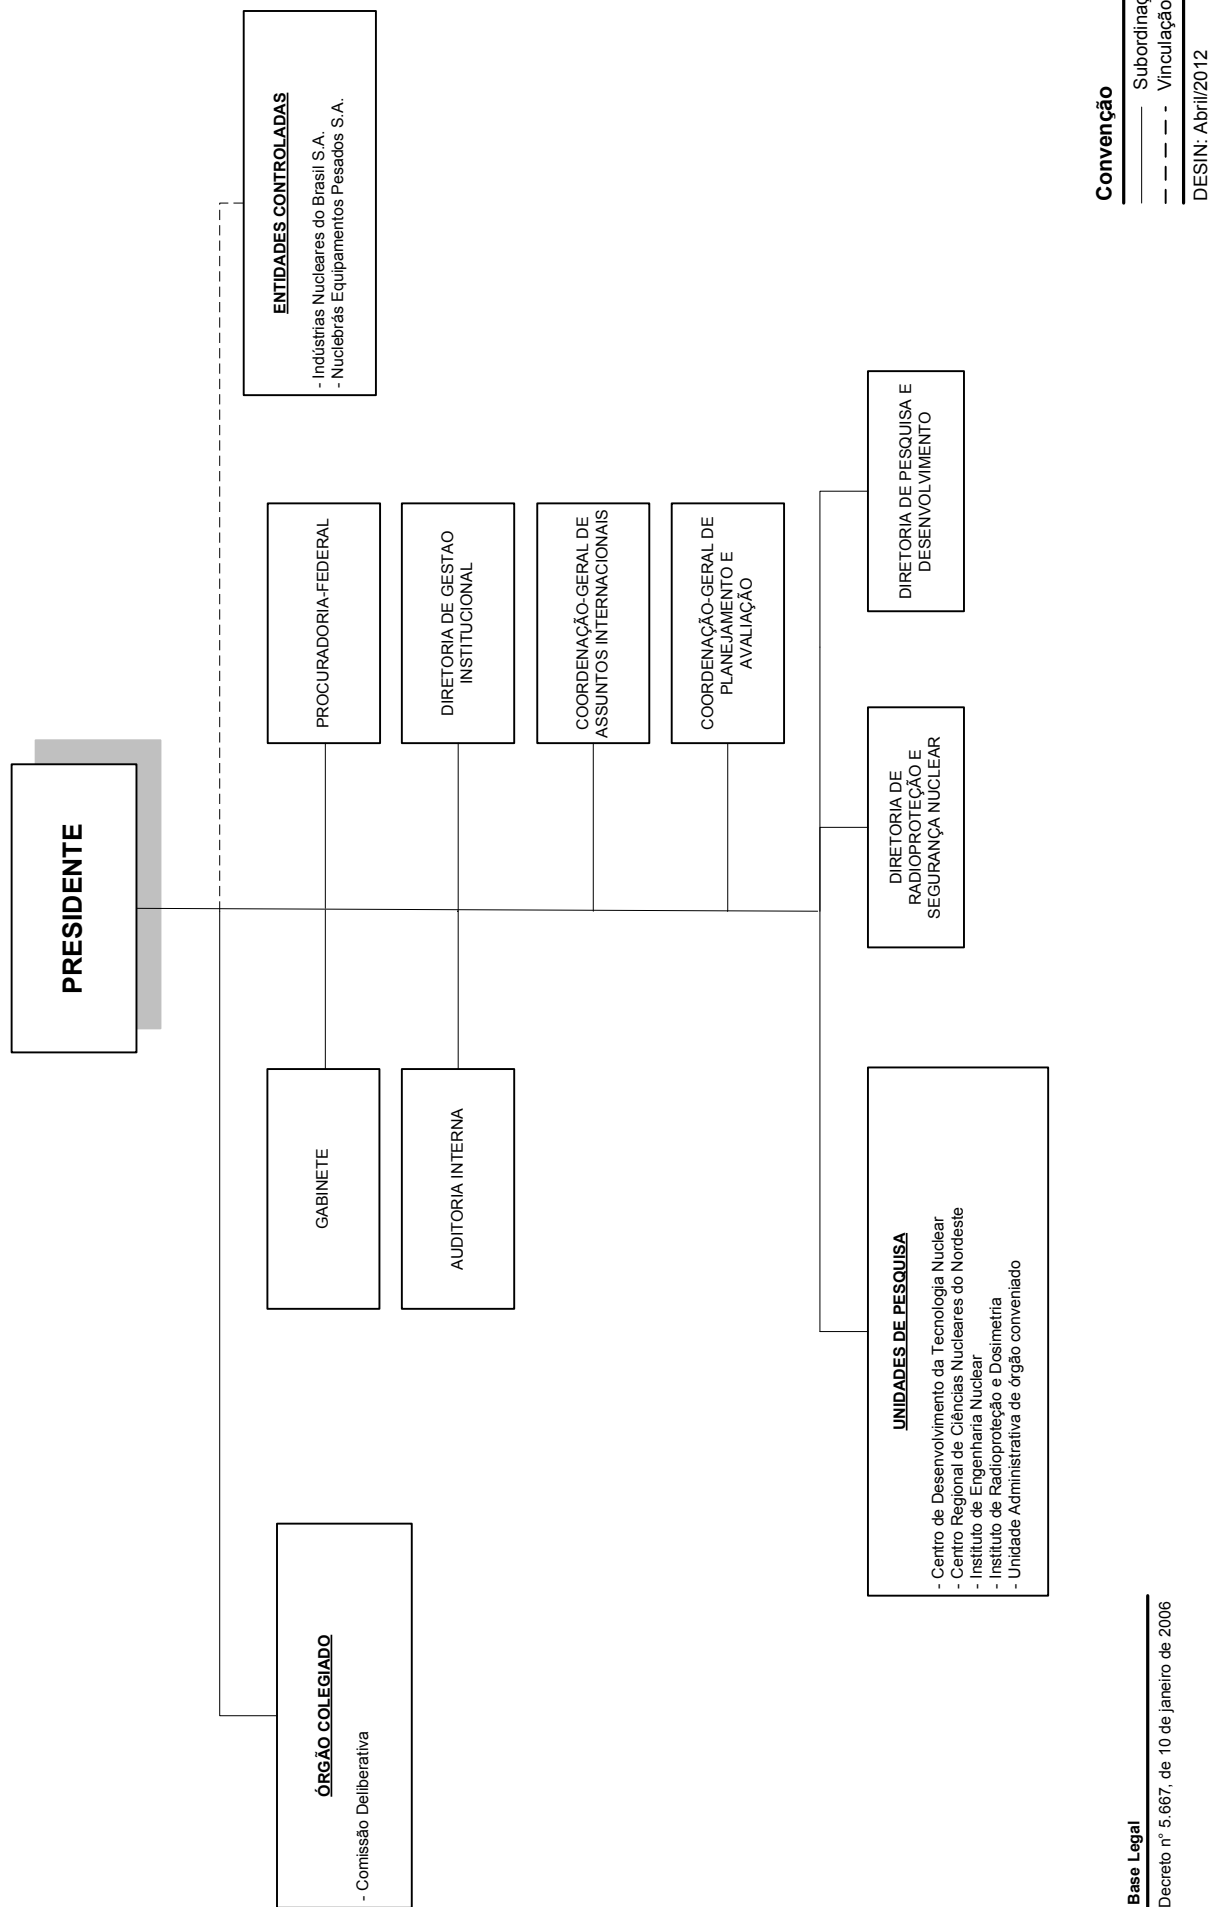 PRESIDENTE
ÓRGÃO COLEGIADO
- Comissão Deliberativa
ENTIDADES CONTROLADAS
- Indústrias Nucleares do Brasil S.A.
- Nuclebrás Equipamentos Pesados S.A.
GABINETE
PROCURADORIA-FEDERAL
AUDITORIA INTERNA
DIRETORIA DE GESTAO
INSTITUCIONAL
COORDENAÇÃO-GERAL DE
ASSUNTOS INTERNACIONAIS
COORDENAÇÃO-GERAL DE
PLANEJAMENTO E
AVALIAÇÃO
UNIDADES DE PESQUISA
- Centro de Desenvolvimento da Tecnologia Nuclear
- Centro Regional de Ciências Nucleares do Nordeste
- Instituto de Engenharia Nuclear
- Instituto de Radioproteção e Dosimetria
- Unidade Administrativa de órgão conveniado
DIRETORIA DE
RADIOPROTEÇÃO E
SEGURANÇA NUCLEAR
DIRETORIA DE PESQUISA E
DESENVOLVIMENTO
Base Legal
Decreto n° 5.667, de 10 de janeiro de 2006
Convenção
Vinculação
DESIN: Abril/2012